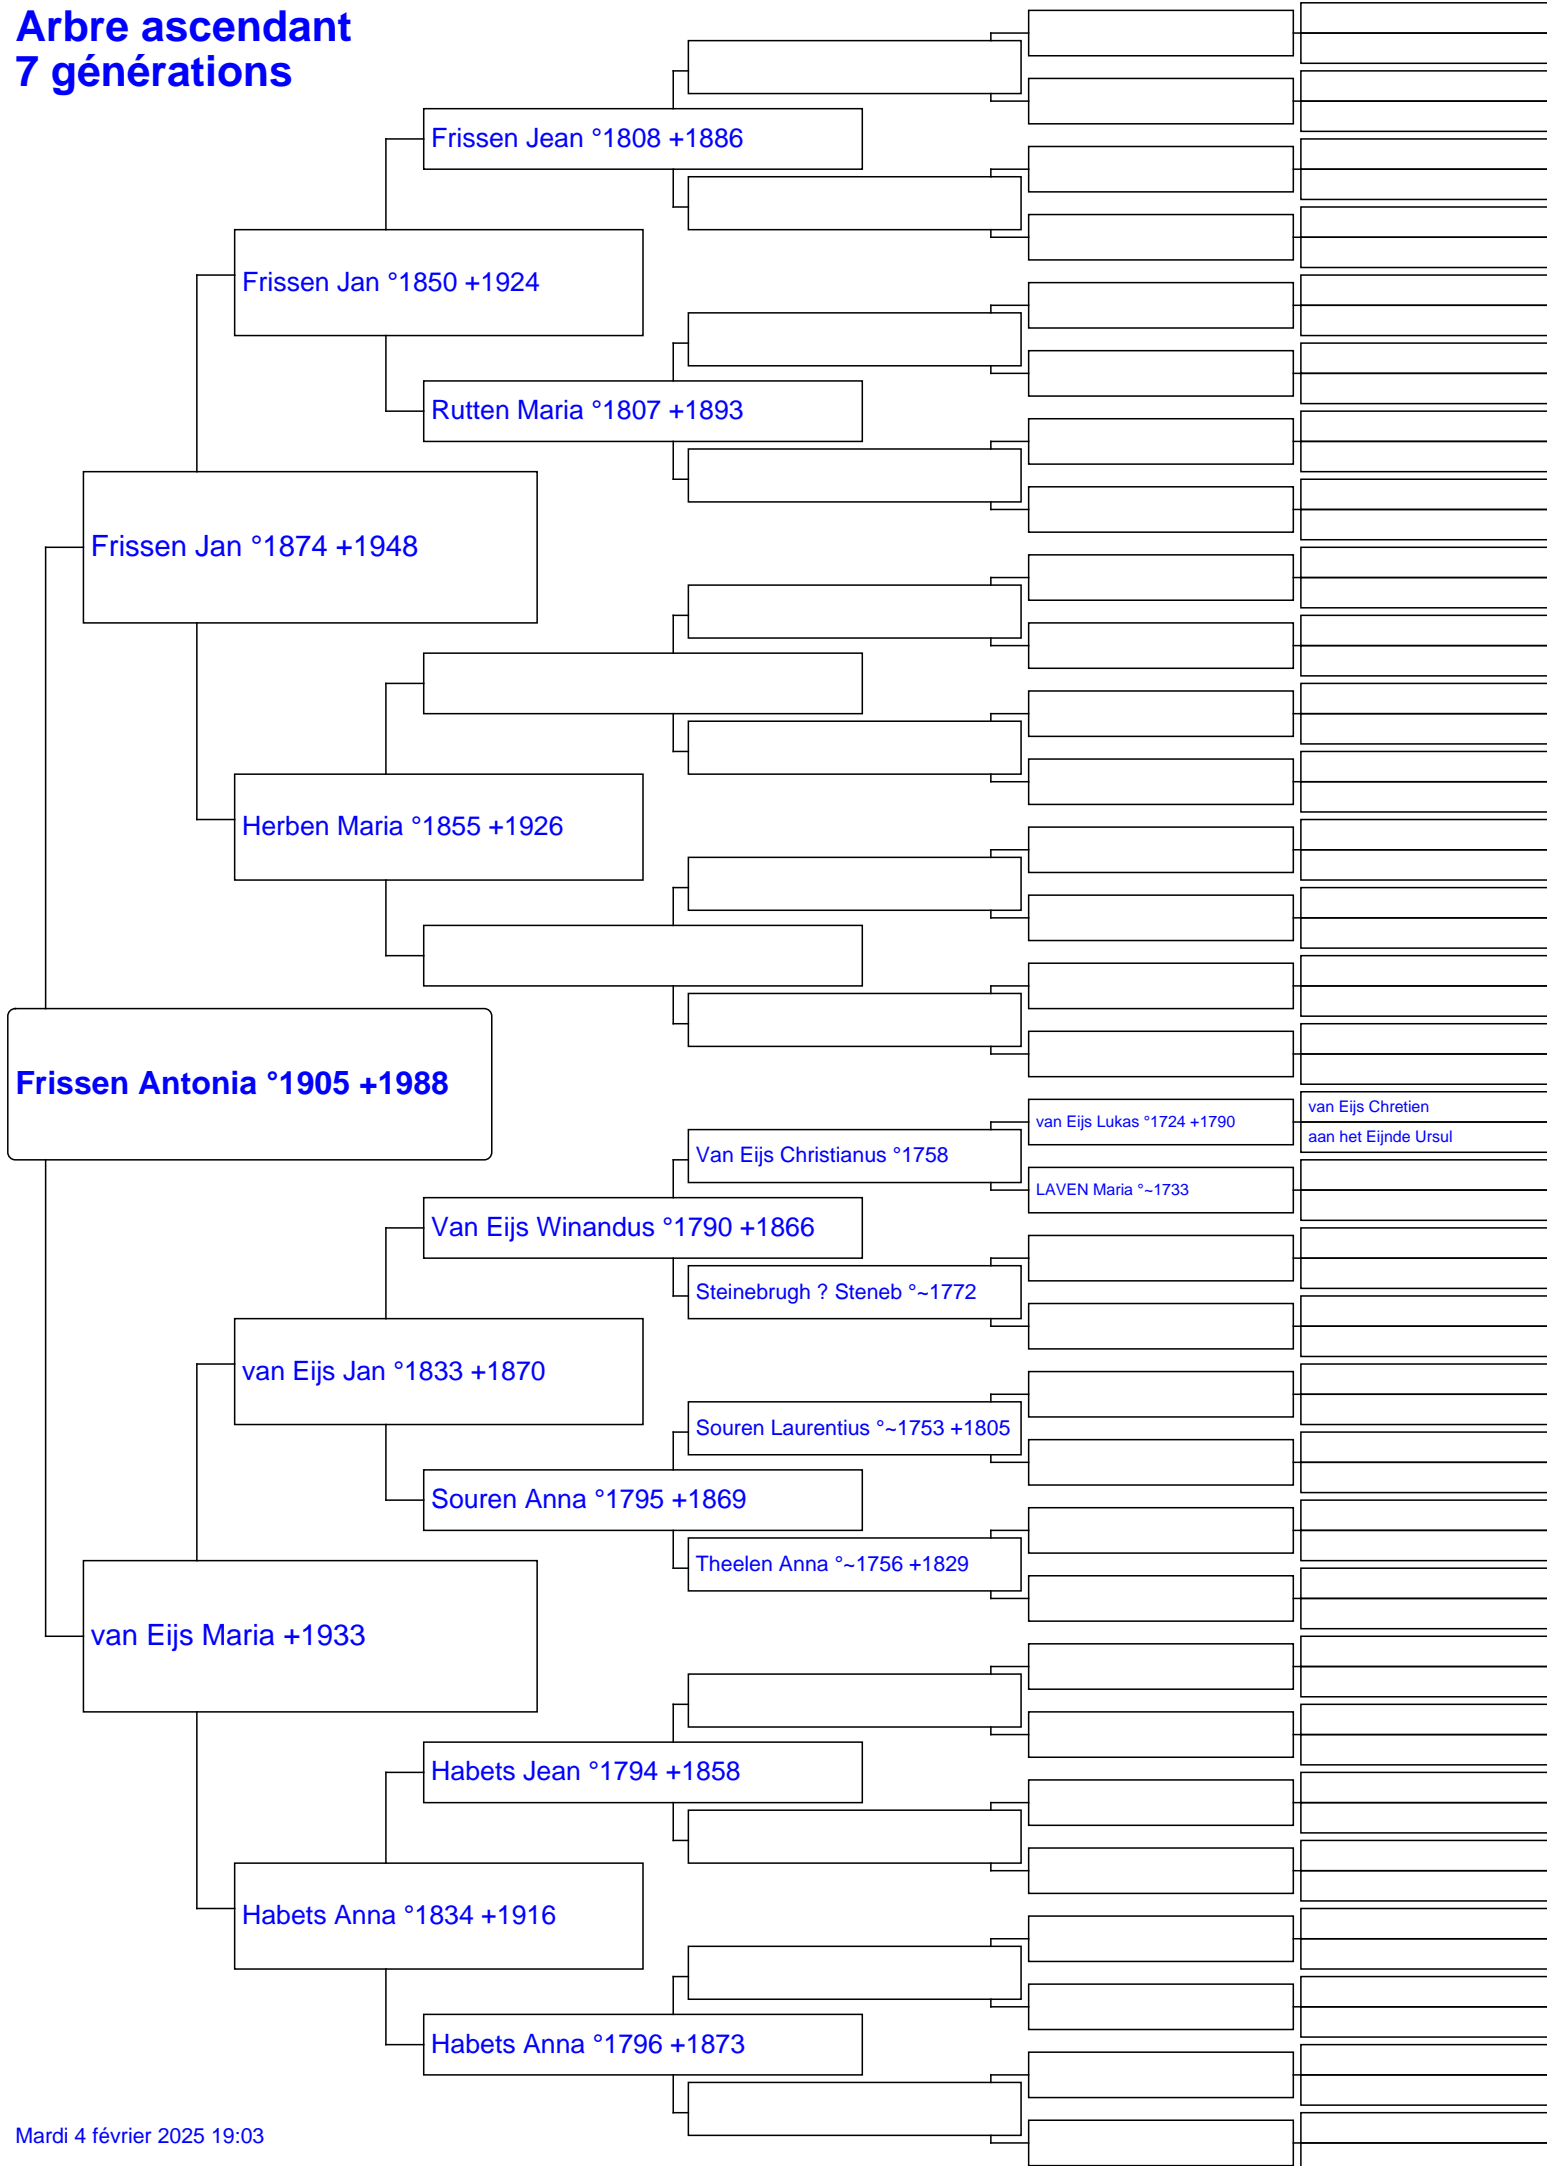 Arbre ascendant
7 générations
Frissen Jean °1808 +1886
Frissen Jan °1850 +1924
Rutten Maria °1807 +1893
Frissen Jan °1874 +1948
Herben Maria °1855 +1926
Frissen Antonia °1905 +1988
van Eijs Chretien
van Eijs Lukas °1724 +1790
aan het Eijnde Ursul
Van Eijs Christianus °1758
LAVEN Maria °~1733
Van Eijs Winandus °1790 +1866
Steinebrugh ? Steneb °~1772
van Eijs Jan °1833 +1870
Souren Laurentius °~1753 +1805
Souren Anna °1795 +1869
Theelen Anna °~1756 +1829
van Eijs Maria +1933
Habets Jean °1794 +1858
Habets Anna °1834 +1916
Habets Anna °1796 +1873
Mardi 4 février 2025 19:03